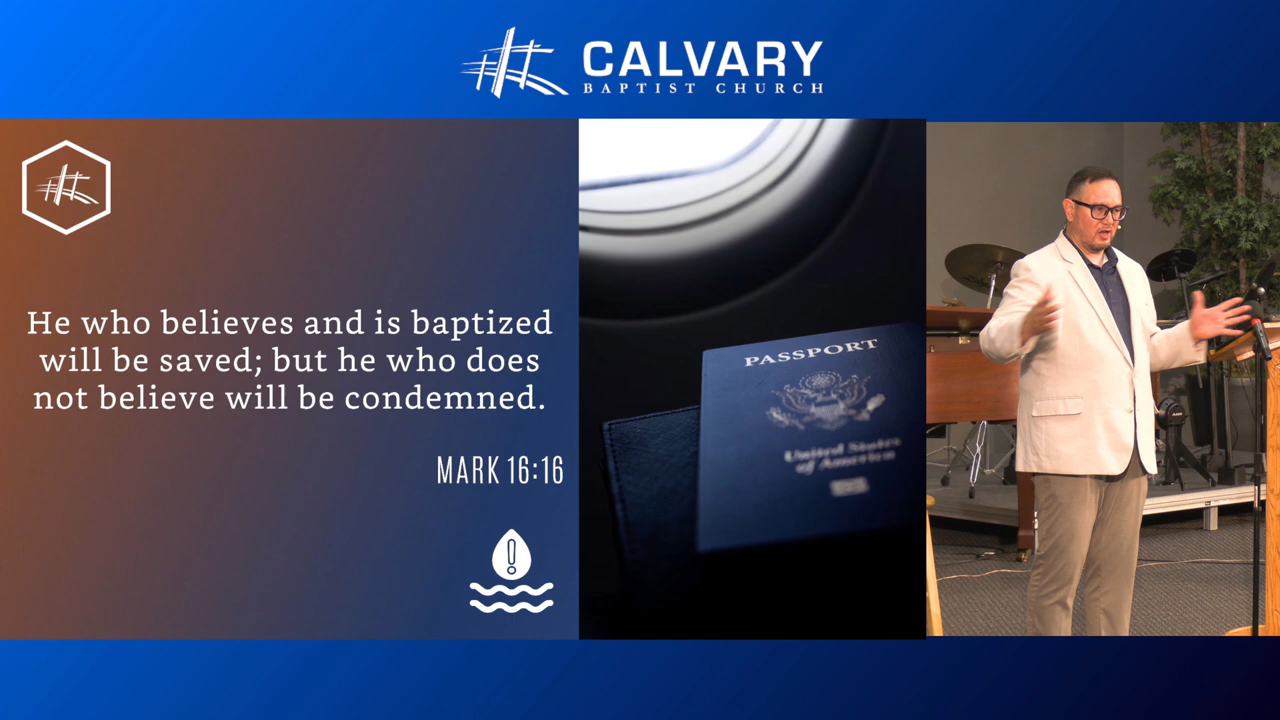 CALVARY
BAPTIST CHURCH
He who believes and is baptized
will be saved; but he who does
not believe will be condemned.
MARK 16:16
PASSPORT
United States
of America